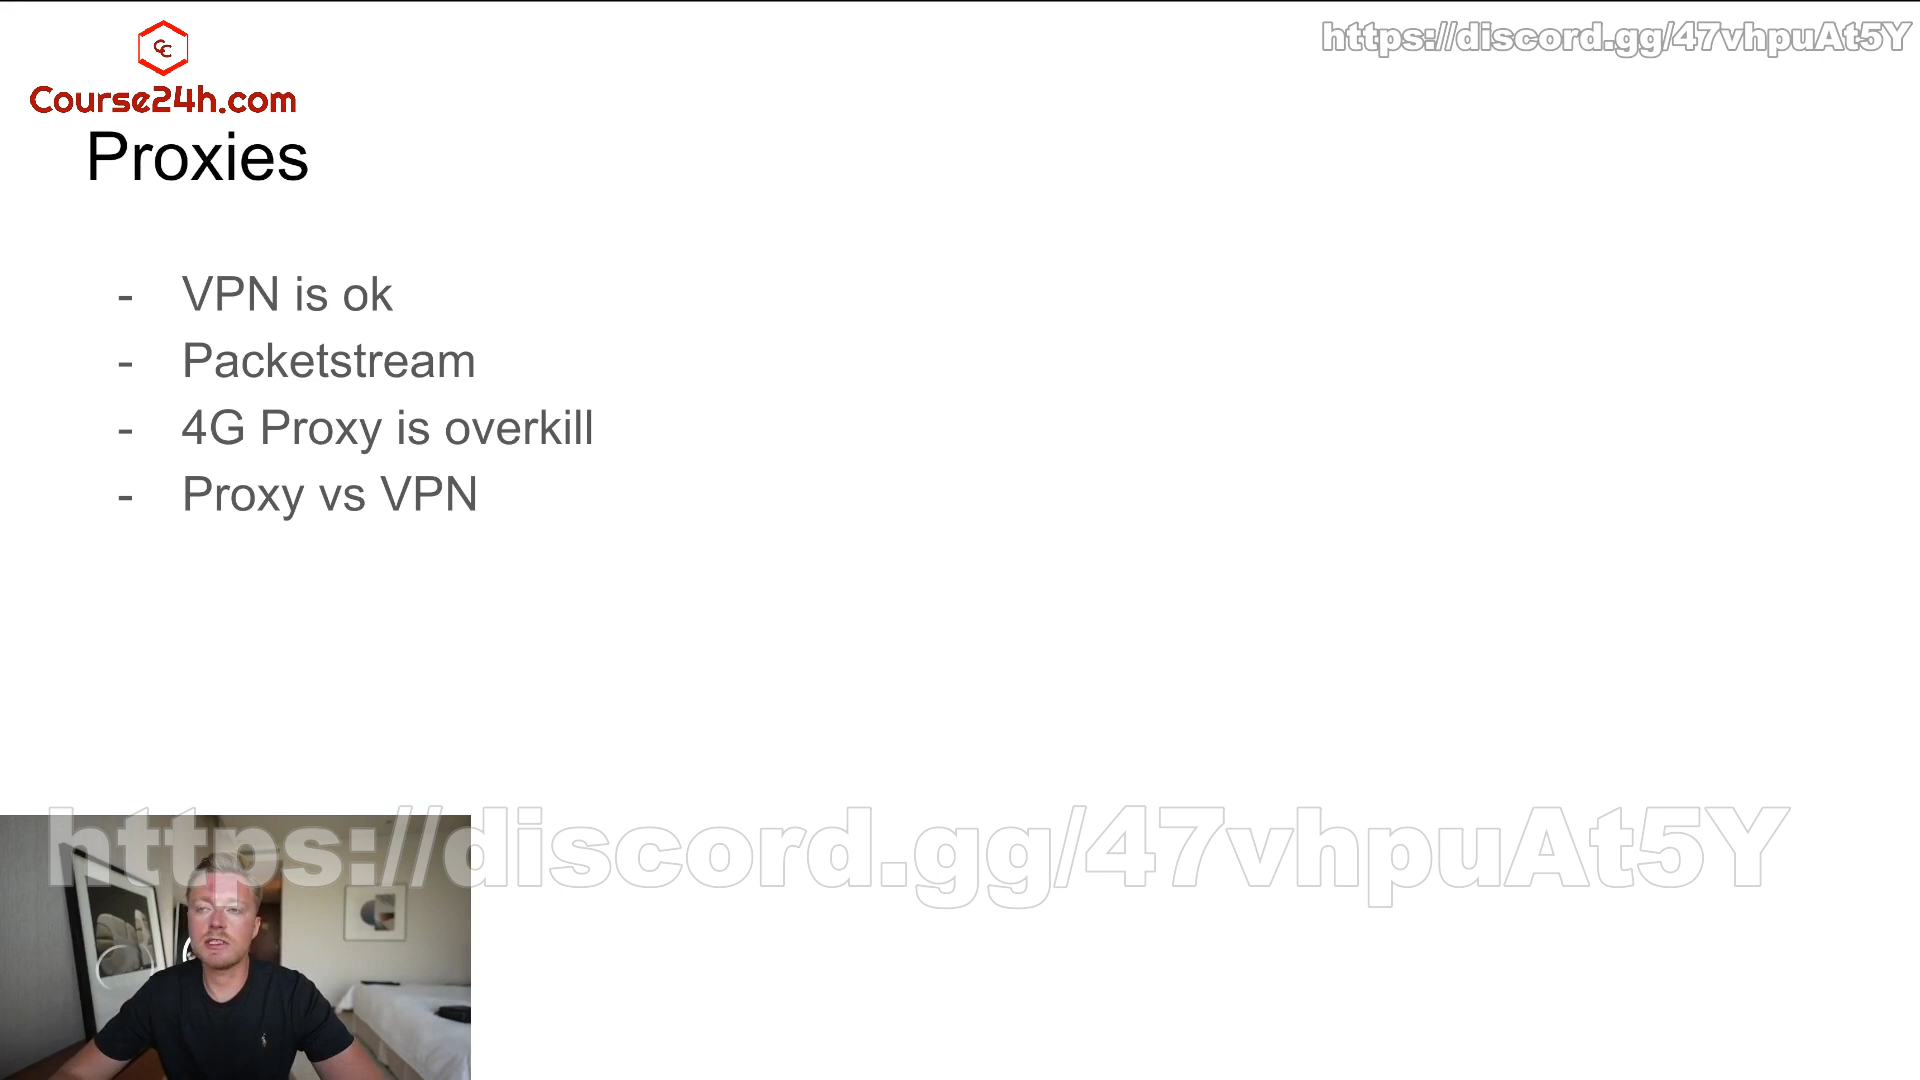 https://discord.gg/47vhpuAt5Y
CC
Course24h.com
Proxies
- VPN is ok
- Packetstream
- 4G Proxy is overkill
- Proxy vs VPN
https://discord.gg/47vhpuAt5Y